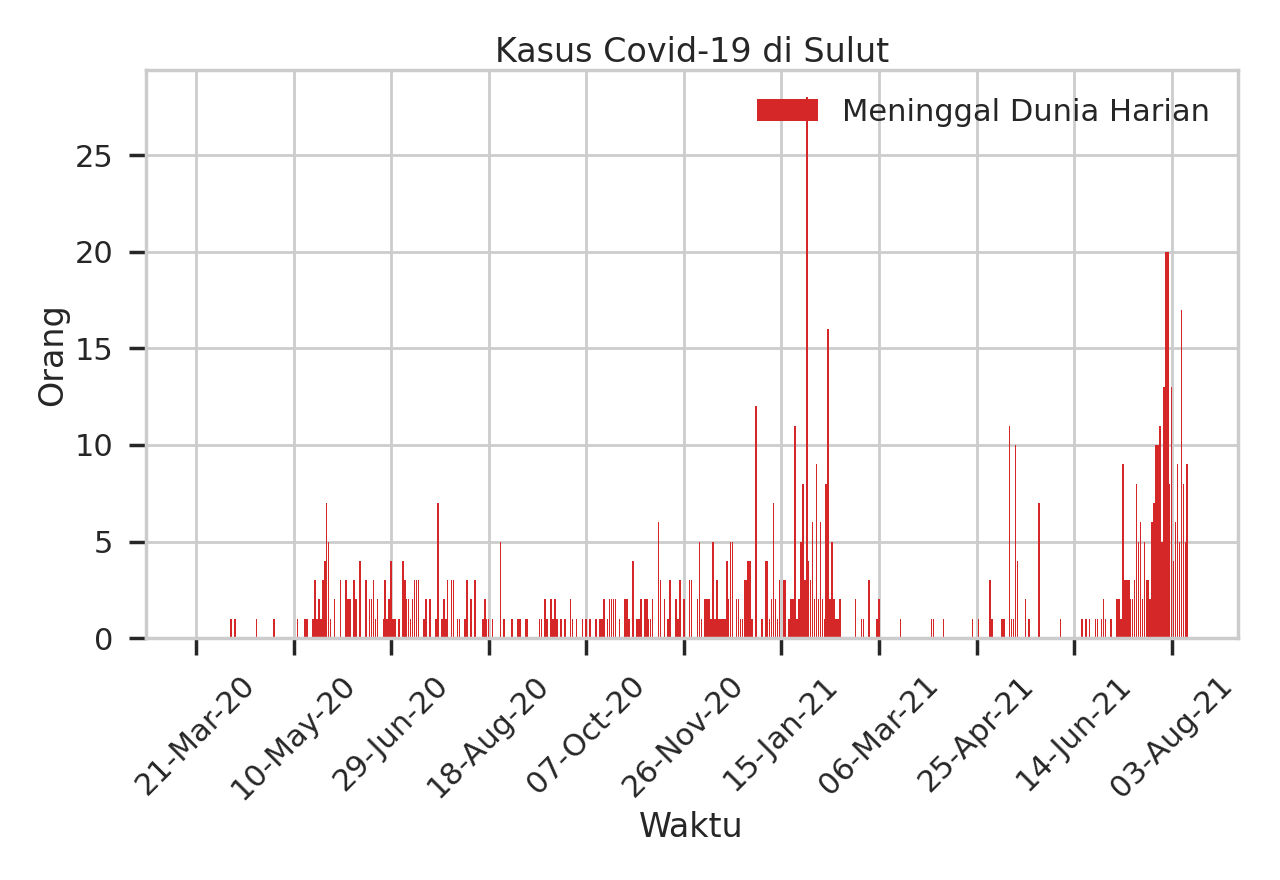 Kasus Covid-19 di Sulut
Meninggal Dunia Harian
Orang
25
20
15
10
5
0
21-Mar-20
10-May-20
29-Jun-20
18-Aug-20
07-Oct-20
26-Nov-20
15-Jan-21
06-Mar-21
25-Apr-21
14-Jun-21
03-Aug-21
Waktu